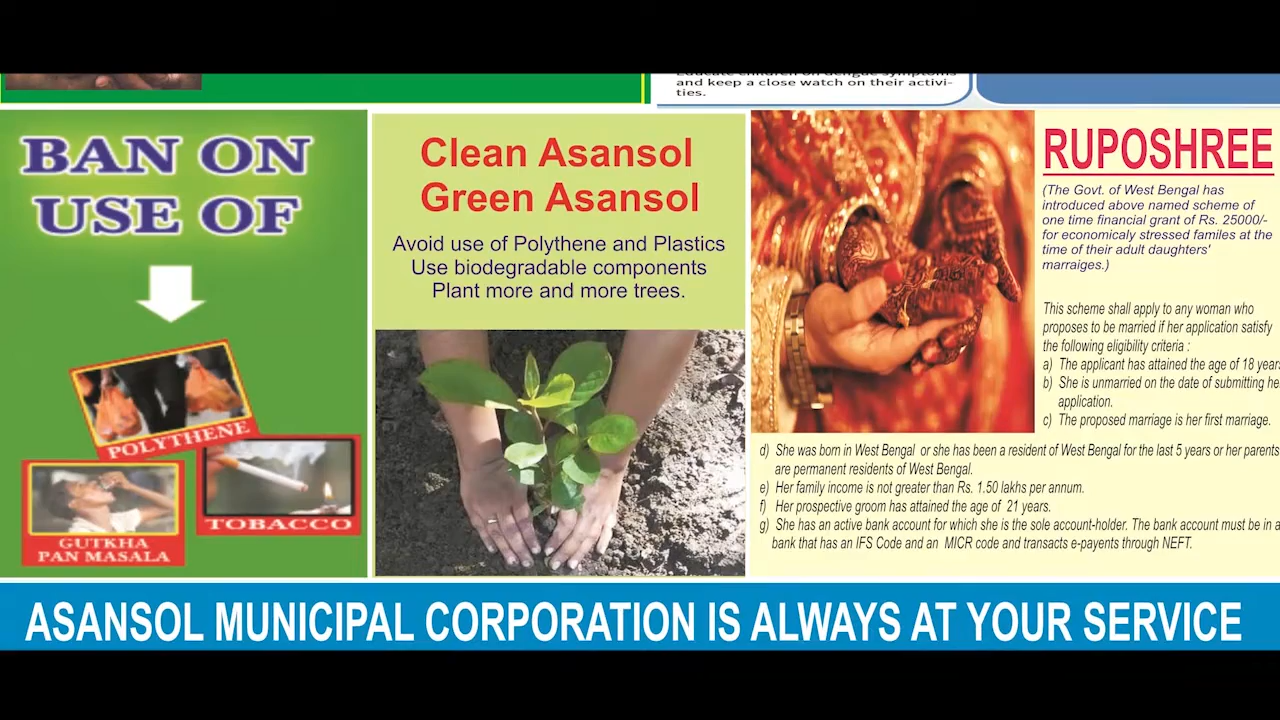 Educate children on dengue symptoms
and keep a close watch on their activi-
ties.
BAN ON
USE OF
POLYTHENE
TOBACCO
GUTKHA
PAN MASALA
Clean Asansol
Green Asansol
Avoid use of Polythene and Plastics
Use biodegradable components
Plant more and more trees.
RUPOSHREE
(The Govt. of West Bengal has
introduced above named scheme of
one time financial grant of Rs. 25000/-
for economicaly stressed familes at the
time of their adult daughters'
marraiges.)
This scheme shall apply to any woman who
proposes to be married if her application satisfy
the following eligibility criteria :
a) The applicant has attained the age of 18 years
b) She is unmarried on the date of submitting he
application.
c) The proposed marriage is her first marriage.
d) She was born in West Bengal or she has been a resident of West Bengal for the last 5 years or her parents
are permanent residents of West Bengal.
e) Her family income is not greater than Rs. 1.50 lakhs per annum.
f) Her prospective groom has attained the age of 21 years.
g) She has an active bank account for which she is the sole account-holder. The bank account must be in a
bank that has an IFS Code and an MICR code and transacts e-payents through NEFT.
ASANSOL MUNICIPAL CORPORATION IS ALWAYS AT YOUR SERVICE